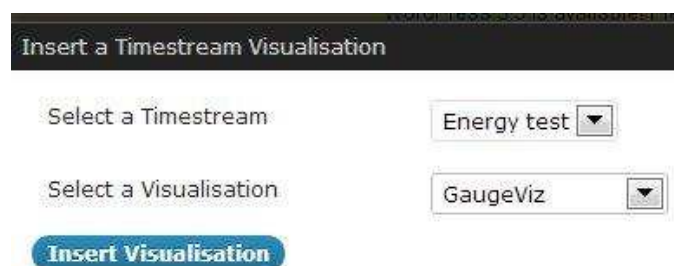 Insert a Timestream Visualisation
Select a Timestream
Energy test
Select a Visualisation
GaugeViz
Insert Visualisation